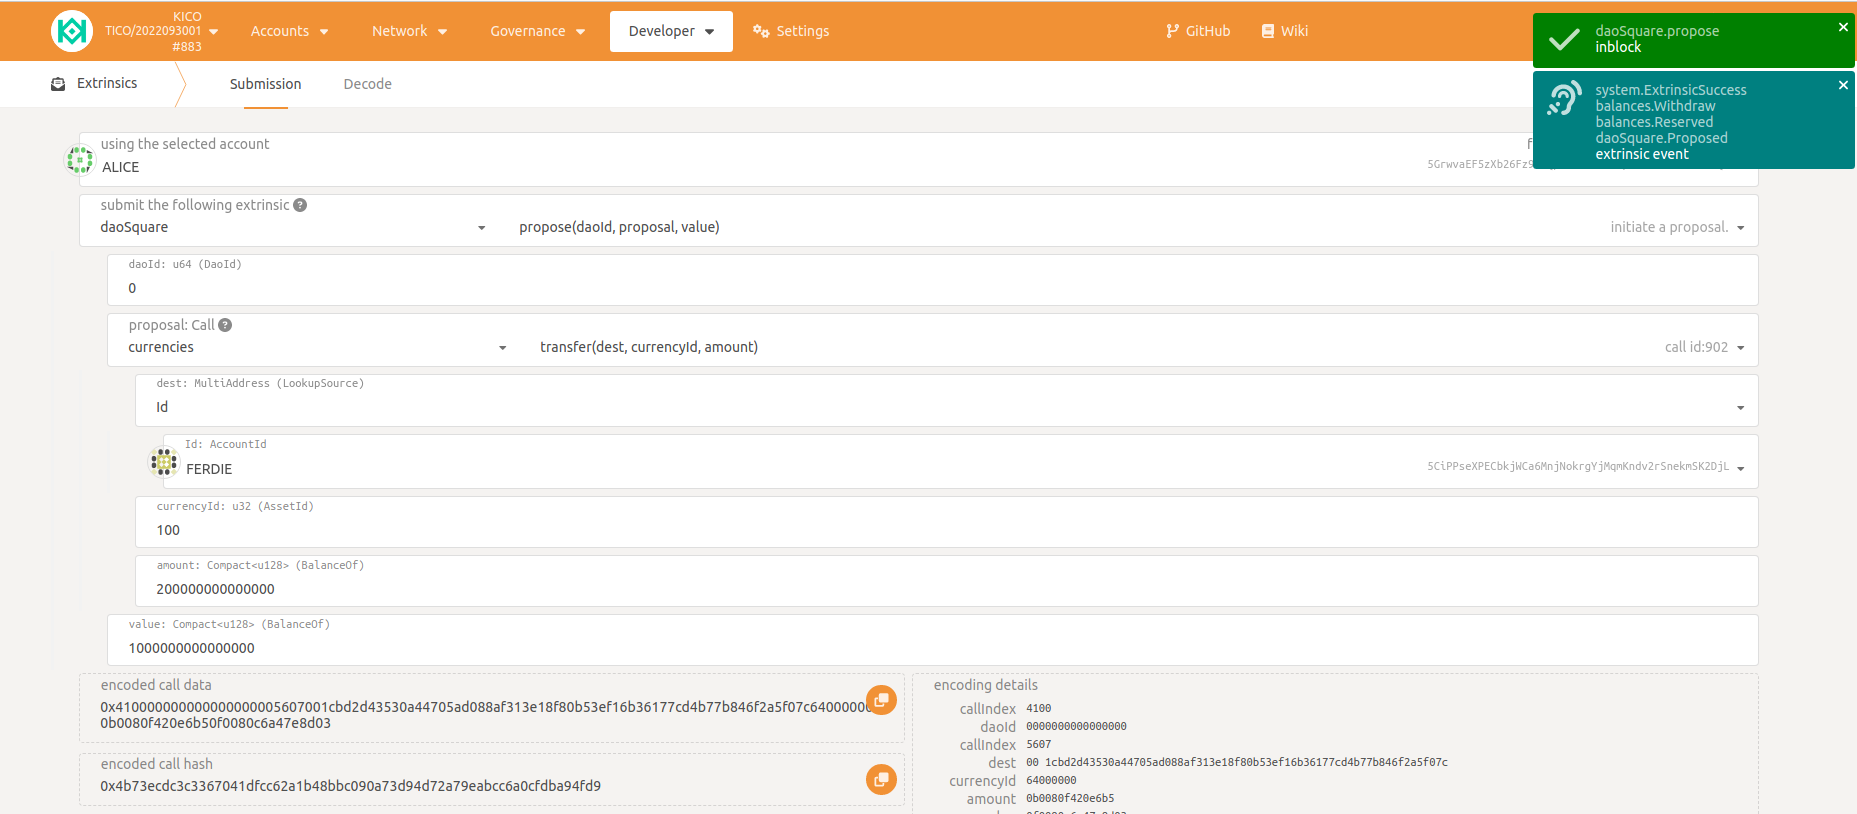 KICO
TICO/2022093001
#883
Accounts
Network
Governance
Developer
Settings
GitHub
Wiki
daoSquare.propose
inblock
system.ExtrinsicSuccess
balances.Withdraw
balances.Reserved
daoSquare.Proposed
extrinsic event
Extrinsics
Submission
Decode
using the selected account
ALICE
5GrwvaEF5zXb26Fz9
submit the following extrinsic
daoSquare
propose(daoId, proposal, value)
initiate a proposal.
daoId: u64 (DaoId)
0
proposal: Call
currencies
transfer(dest, currencyId, amount)
call id:902
dest: MultiAddress (LookupSource)
Id
Id: AccountId
FERDIE
5CiPPseXPECbkjWCa6MnjNokrgYjMqmKndv2rSnekmSK2DjL
currencyId: u32 (AssetId)
100
amount: Compact<u128> (BalanceOf)
200000000000000
value: Compact<u128> (BalanceOf)
1000000000000000
encoded call data
0x410000000000000000005607001cbd2d43530a44705ad088af313e18f80b53ef16b36177cd4b77b846f2a5f07c6400000
0b0080f420e6b50f0080c6a47e8d03
encoded call hash
0x4b73ecdc3c3367041dfcc62a1b48bbc090a73d94d72a79eabcc6a0cfdba94fd9
encoding details
callIndex 4100
daoId 0000000000000000
callIndex 5607
dest 00 1cbd2d43530a44705ad088af313e18f80b53ef16b36177cd4b77b846f2a5f07c
currencyId 64000000
amount 0b0080f420e6b5